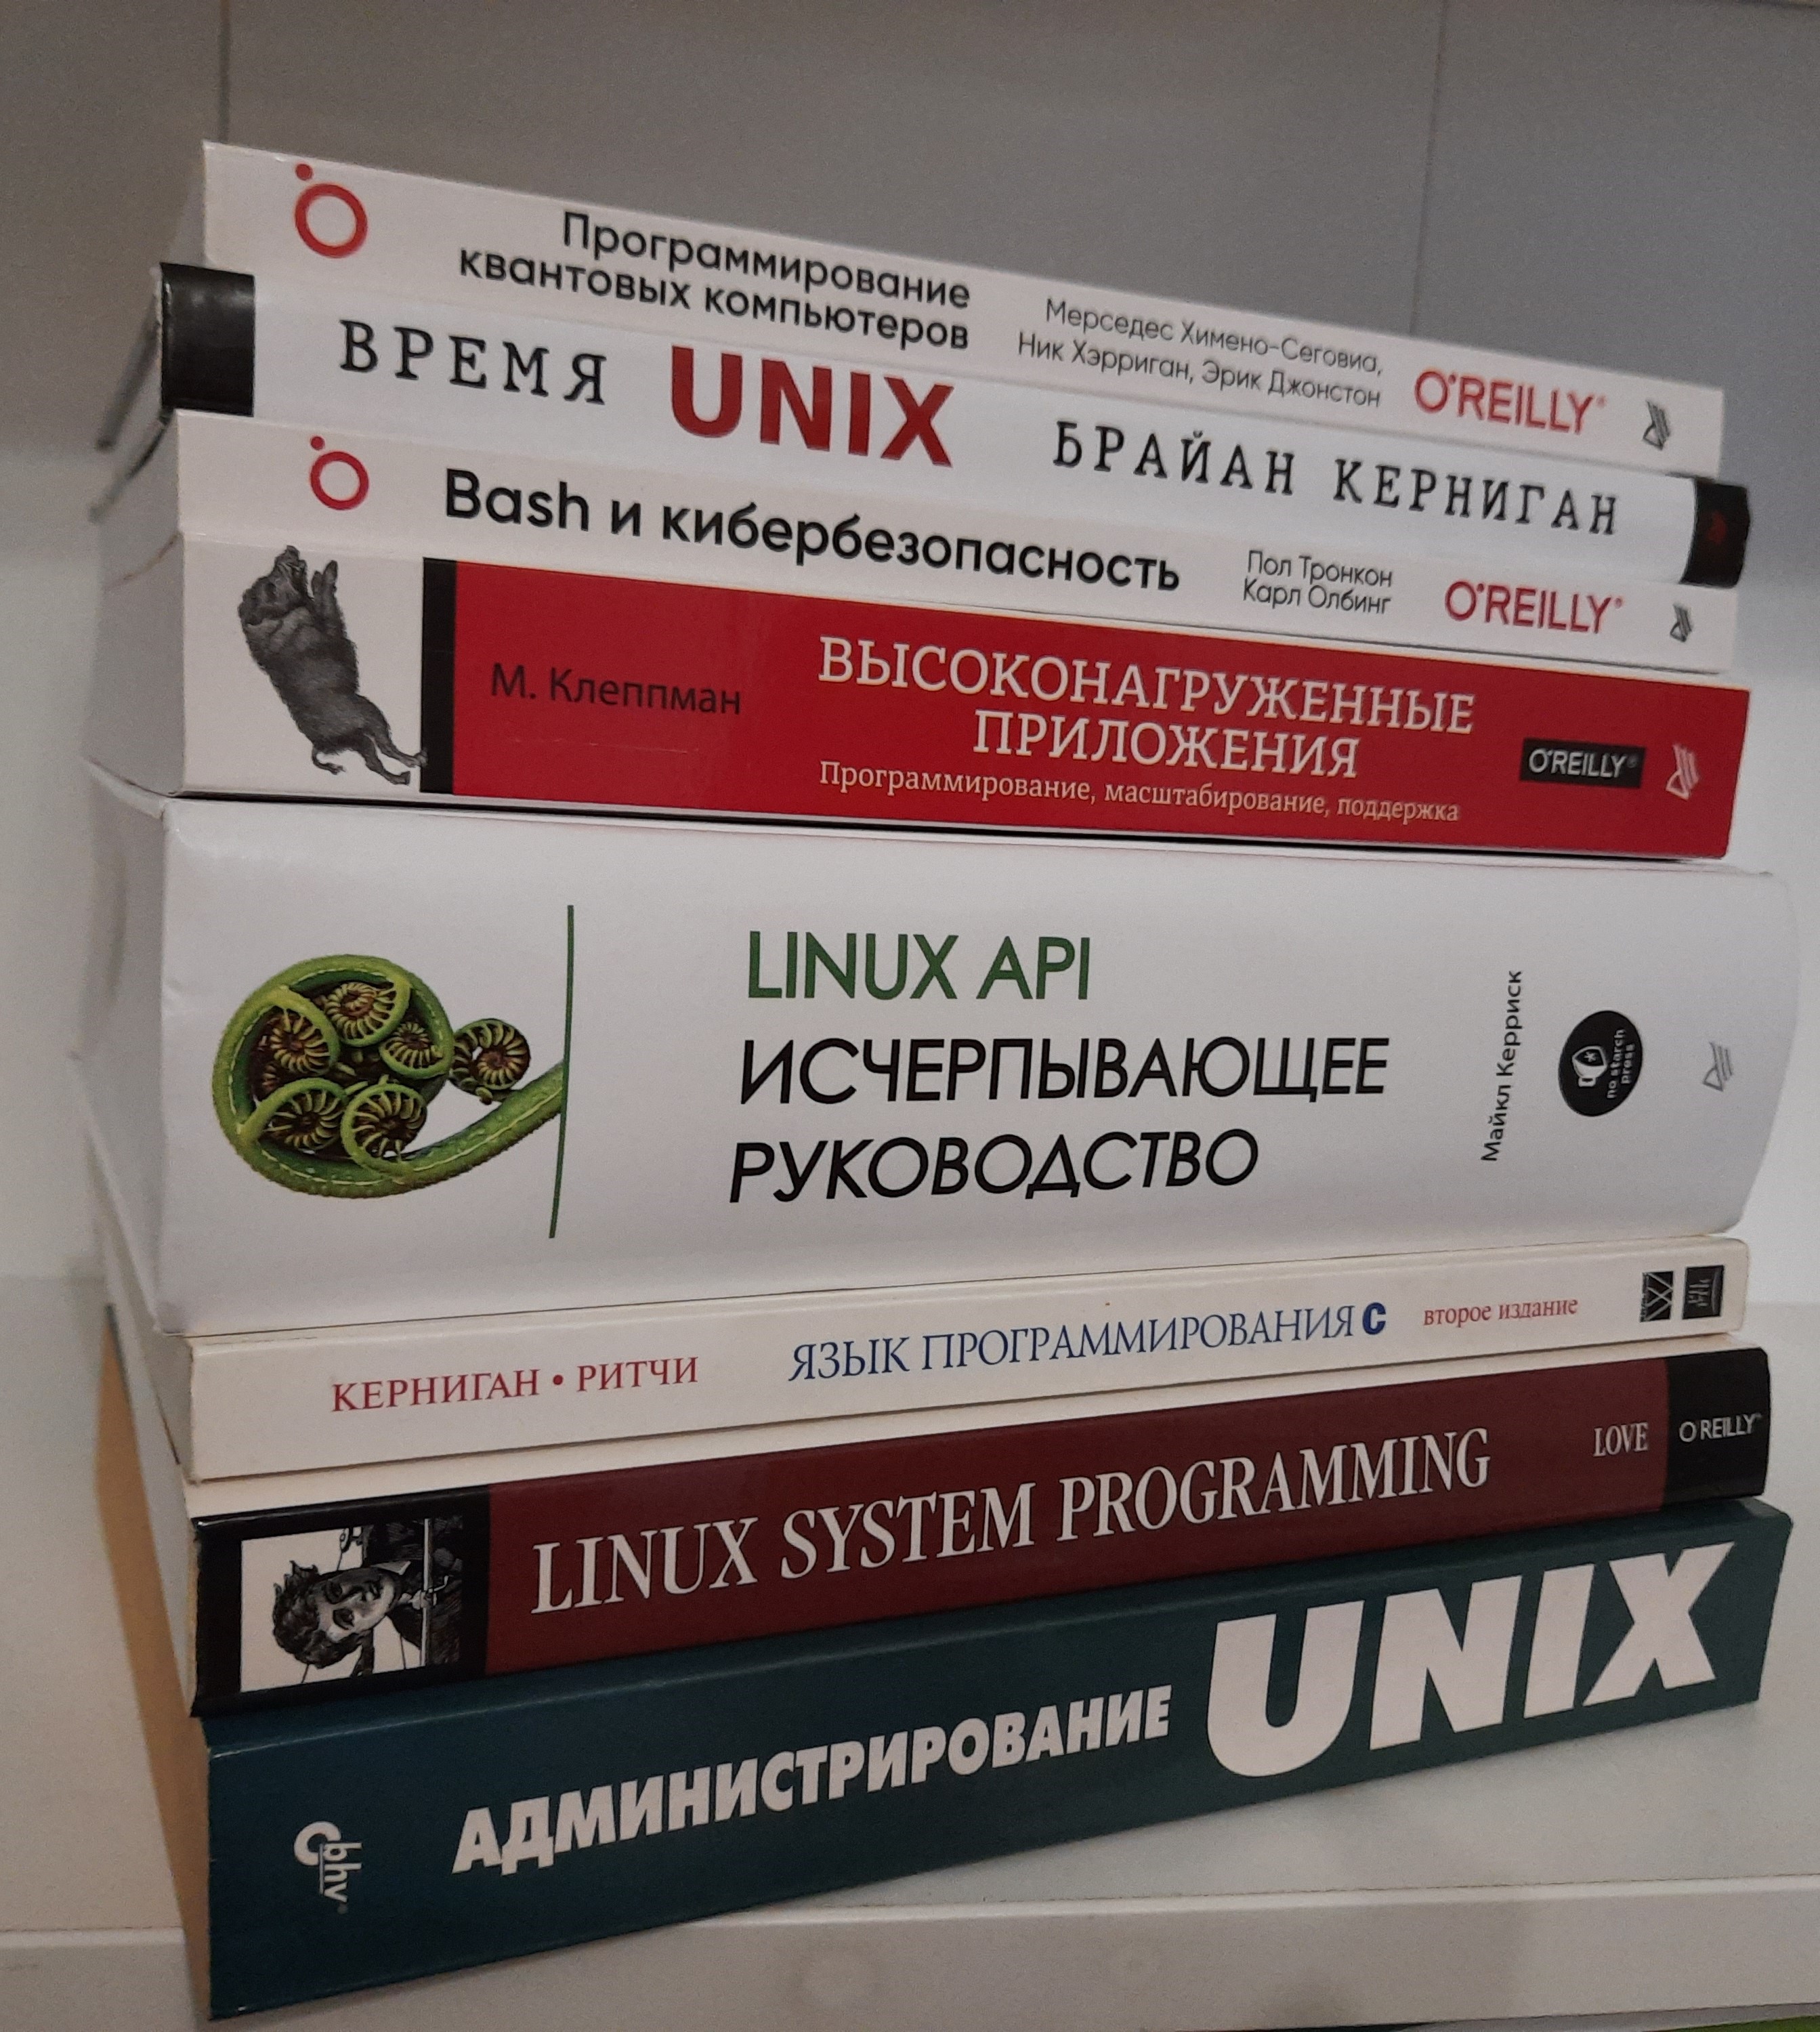 Программирование
квантовых компьютеров
Мерседес Химено-Сеговиа,
Ник Хэрриган, Эрик Джонстон
O'REILLY®
ВРЕМЯ UNIX БРАЙАН КЕРНИГАН
Bash и кибербезопасность
Пол Тронкон
Карл Олбинг
O'REILLY®
М. Клеппман
ВЫСОКОНАГРУЖЕННЫЕ
ПРИЛОЖЕНИЯ
Программирование, масштабирование, поддержка
O'REILLY®
LINUX API
ИСЧЕРПЫВАЮЩЕЕ
РУКОВОДСТВО
Майкл Керриск
no starch
press
КЕРНИГАН • РИТЧИ ЯЗЫК ПРОГРАММИРОВАНИЯ C второе издание
LINUX SYSTEM PROGRAMMING LOVE O'REILLY®
bhv®
АДМИНИСТРИРОВАНИЕ UNIX